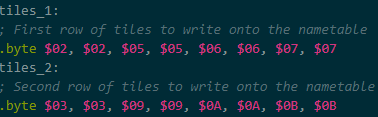 tiles_1:
; First row of tiles to write onto the nametable
.byte $02, $02, $05, $05, $06, $06, $07, $07
tiles_2:
; Second row of tiles to write onto the nametable
.byte $03, $03, $09, $09, $0A, $0A, $0B, $0B